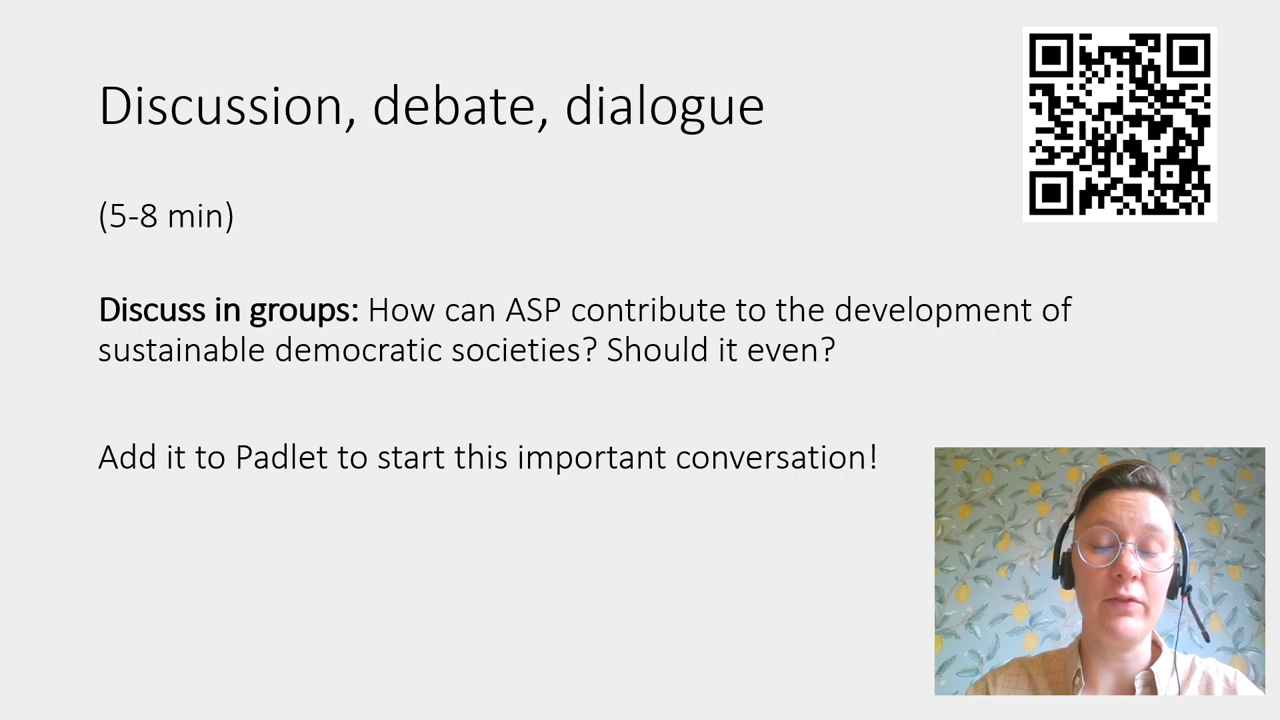 Discussion, debate, dialogue
(5-8 min)
Discuss in groups: How can ASP contribute to the development of
sustainable democratic societies? Should it even?
Add it to Padlet to start this important conversation!